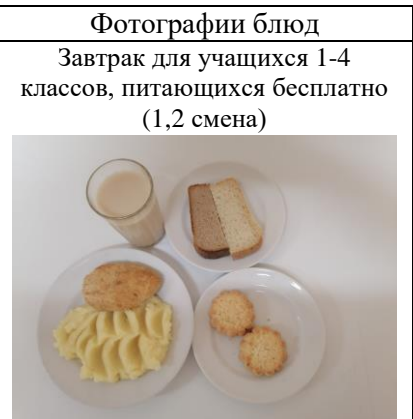 Фотографии блюд
Завтрак для учащихся 1-4
классов, питающихся бесплатно
(1,2 смена)